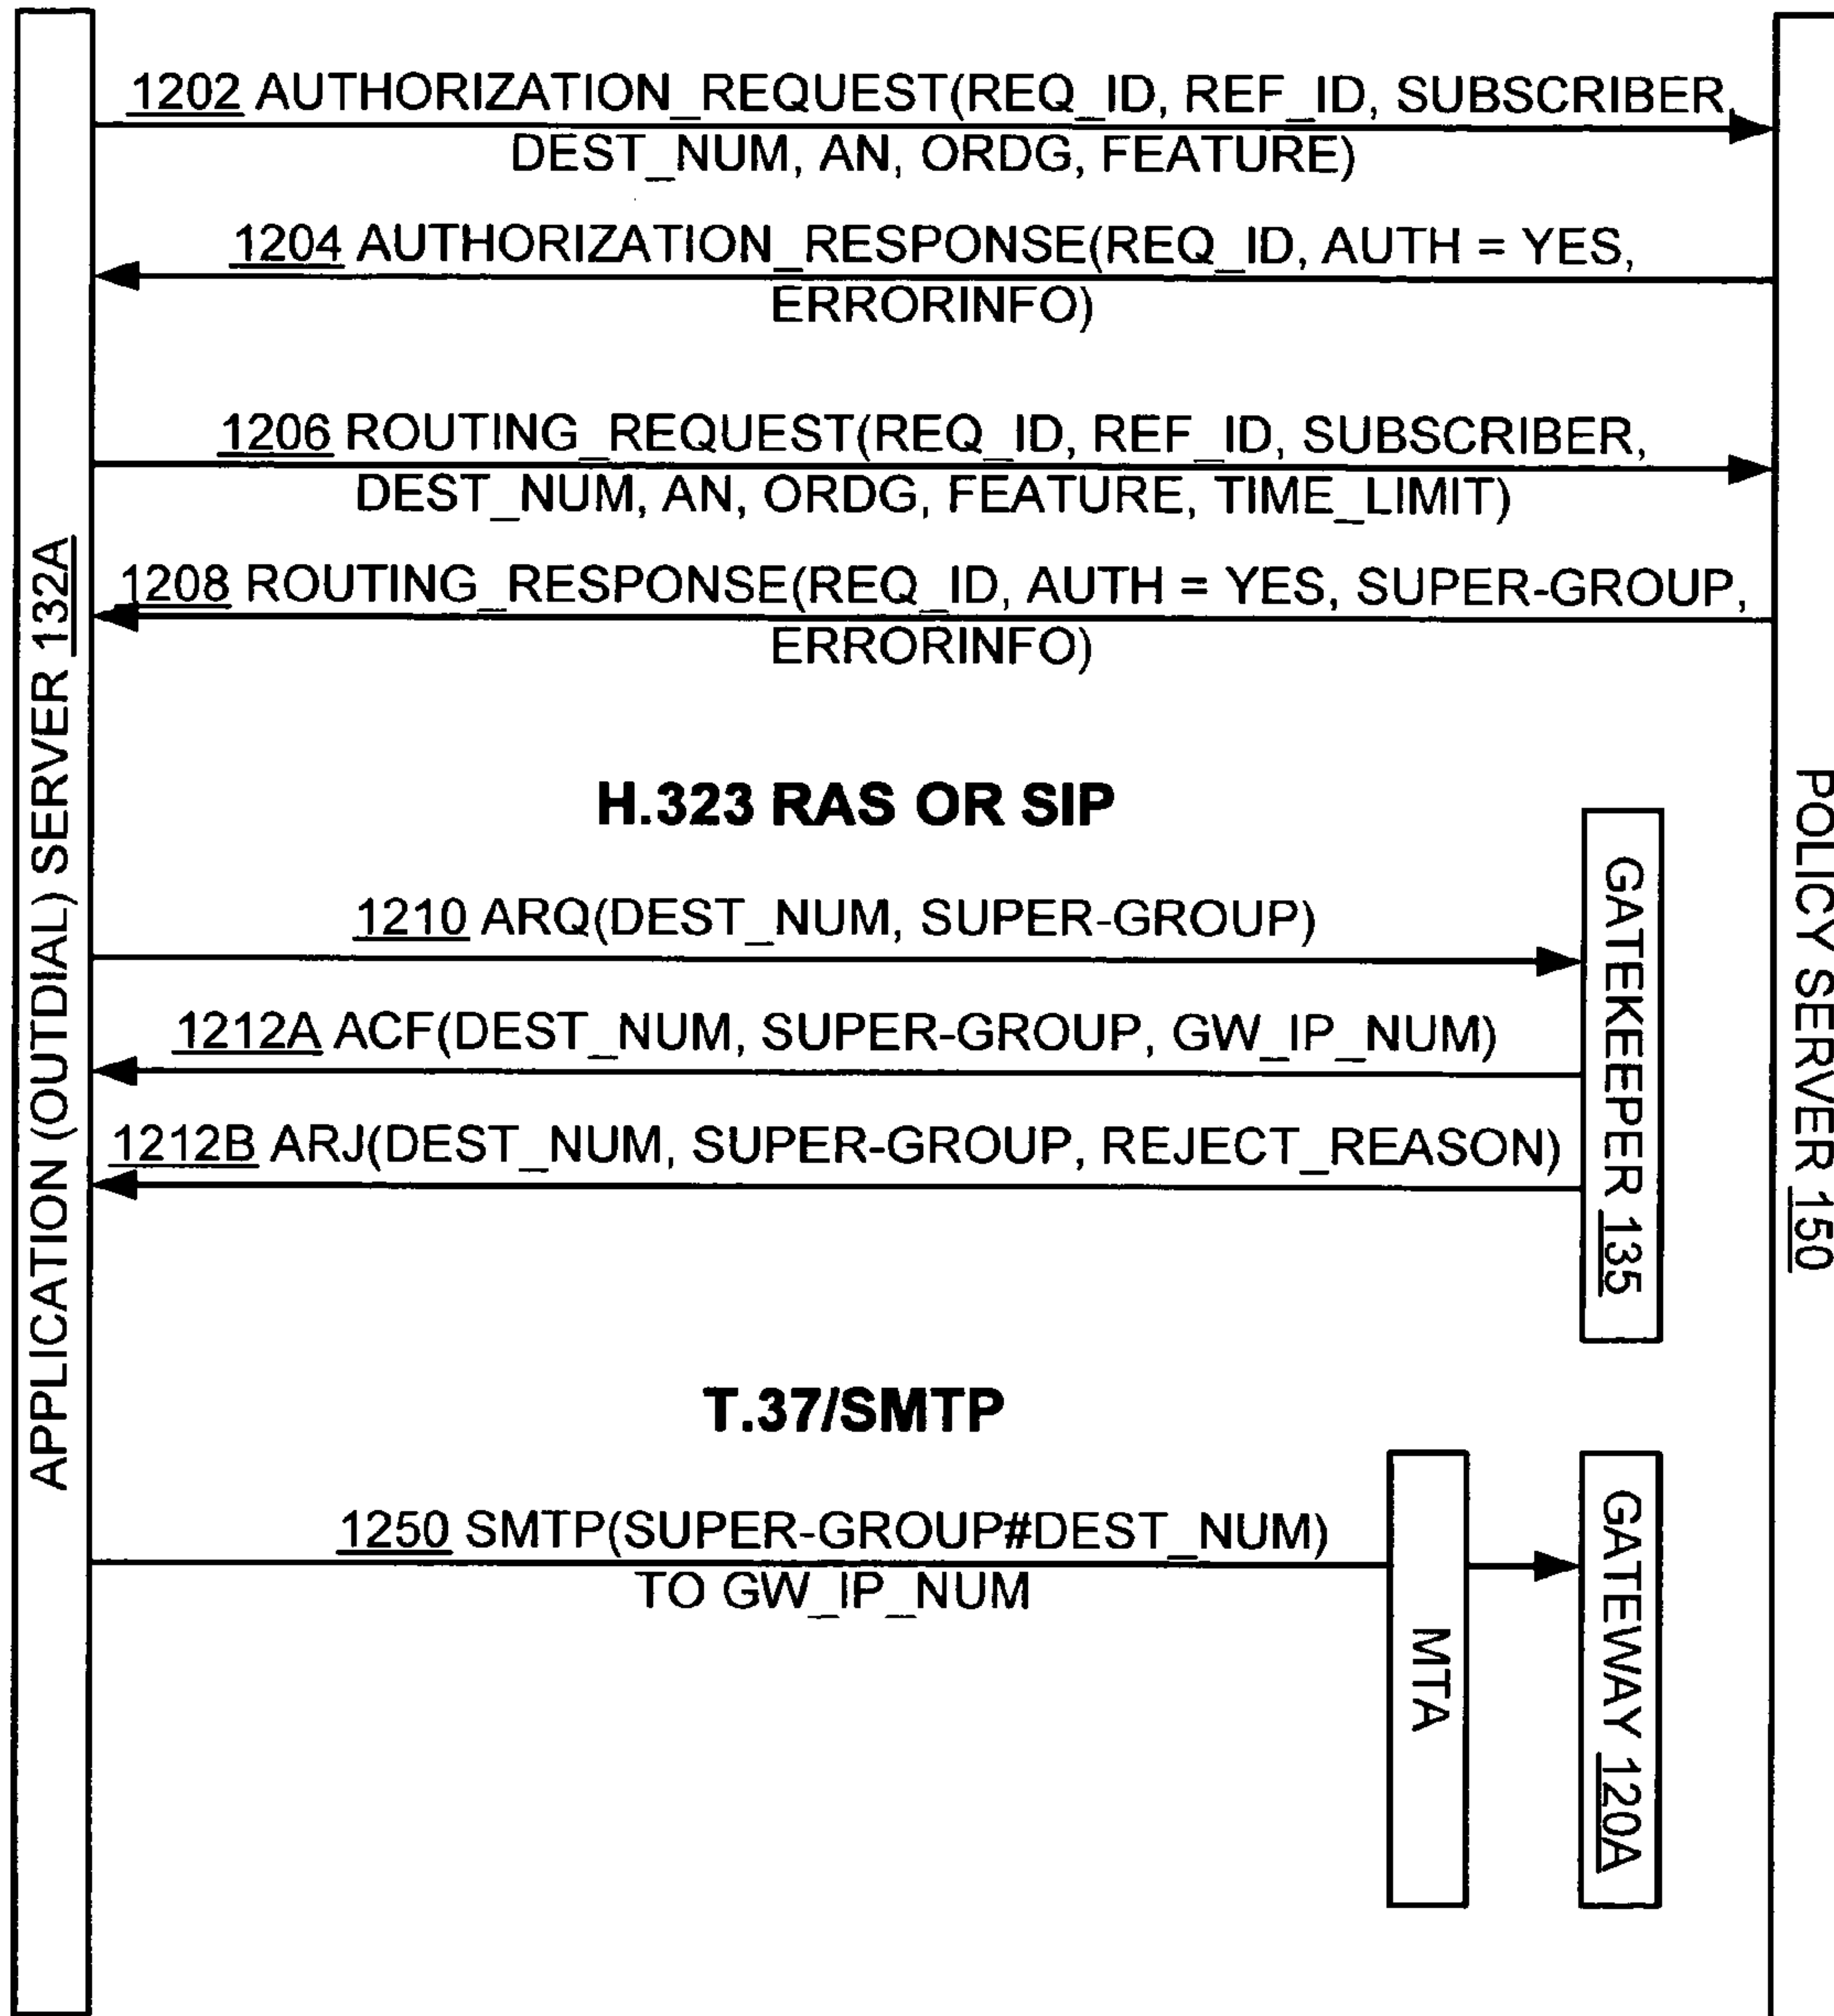 1202 AUTHORIZATION_REQUEST(REQ_ID, REF_ID, SUBSCRIBER,
DEST_NUM, AN, ORDG, FEATURE)
1204 AUTHORIZATION_RESPONSE(REQ_ID, AUTH = YES,
ERRORINFO)
1206 ROUTING_REQUEST(REQ_ID, REF_ID, SUBSCRIBER,
DEST_NUM, AN, ORDG, FEATURE, TIME_LIMIT)
1208 ROUTING_RESPONSE(REQ_ID, AUTH = YES, SUPER-GROUP,
ERRORINFO)
APPLICATION (OUTDIAL) SERVER 132A
POLICY SERVER 150
H.323 RAS OR SIP
GATEKEEPER 135
1210 ARQ(DEST_NUM, SUPER-GROUP)
1212A ACF(DEST_NUM, SUPER-GROUP, GW_IP_NUM)
1212B ARJ(DEST_NUM, SUPER-GROUP, REJECT_REASON)
T.37/SMTP
1250 SMTP(SUPER-GROUP#DEST_NUM)
TO GW_IP_NUM
MTA
GATEWAY 120A